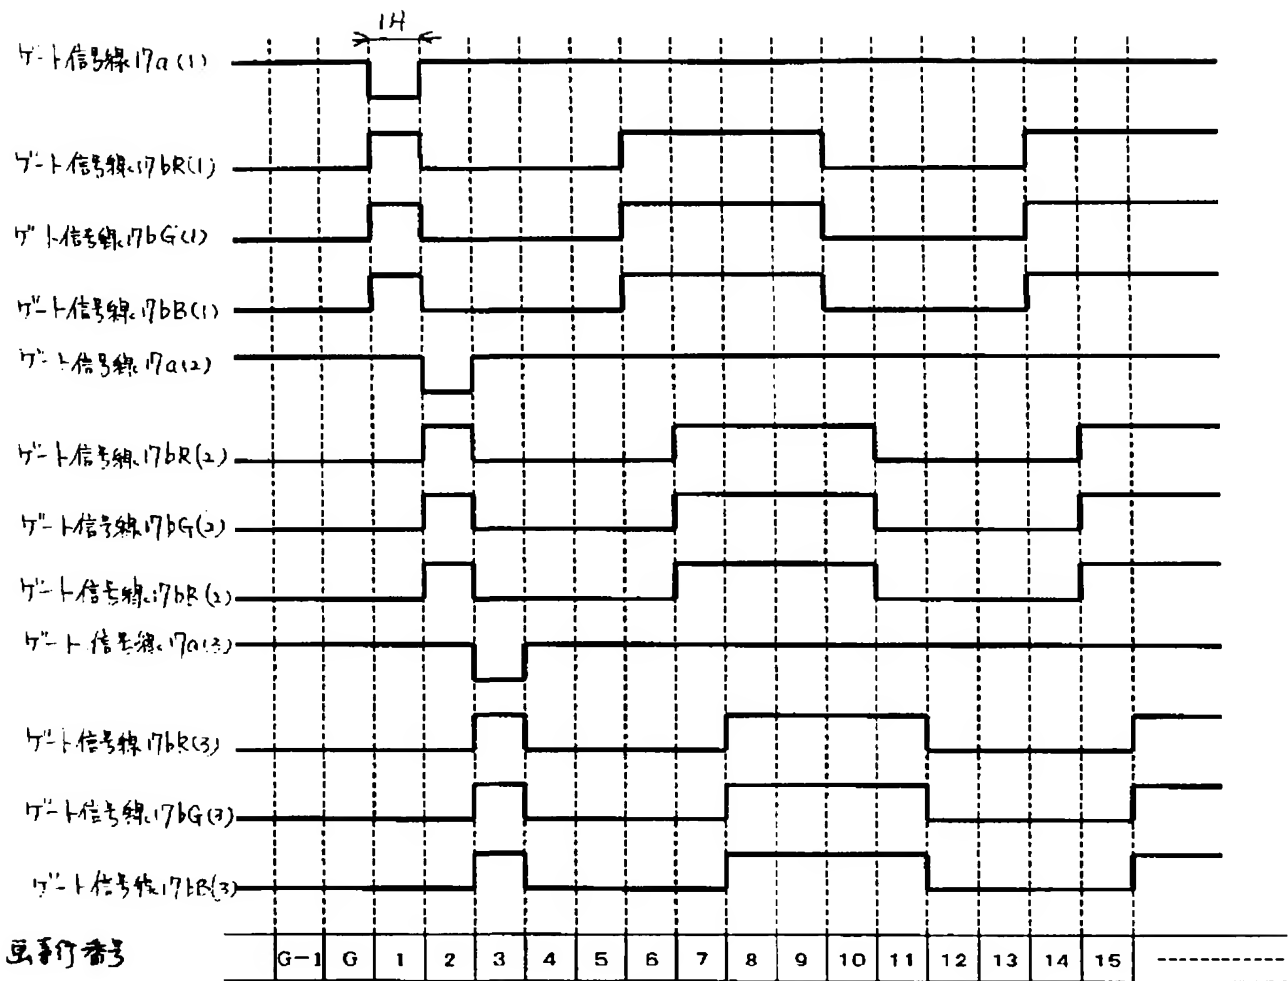 1H
ゲート信号線17a(1)
ゲート信号線17bR(1)
ゲート信号線17bG(1)
ゲート信号線17bB(1)
ゲート信号線17a(2)
ゲート信号線17bR(2)
ゲート信号線17bG(2)
ゲート信号線17bB(2)
ゲート信号線17a(3)
ゲート信号線17bR(3)
ゲート信号線17bG(3)
ゲート信号線17bB(3)
画素行番号 G-1 G 1 2 3 4 5 6 7 8 9 10 11 12 13 14 15